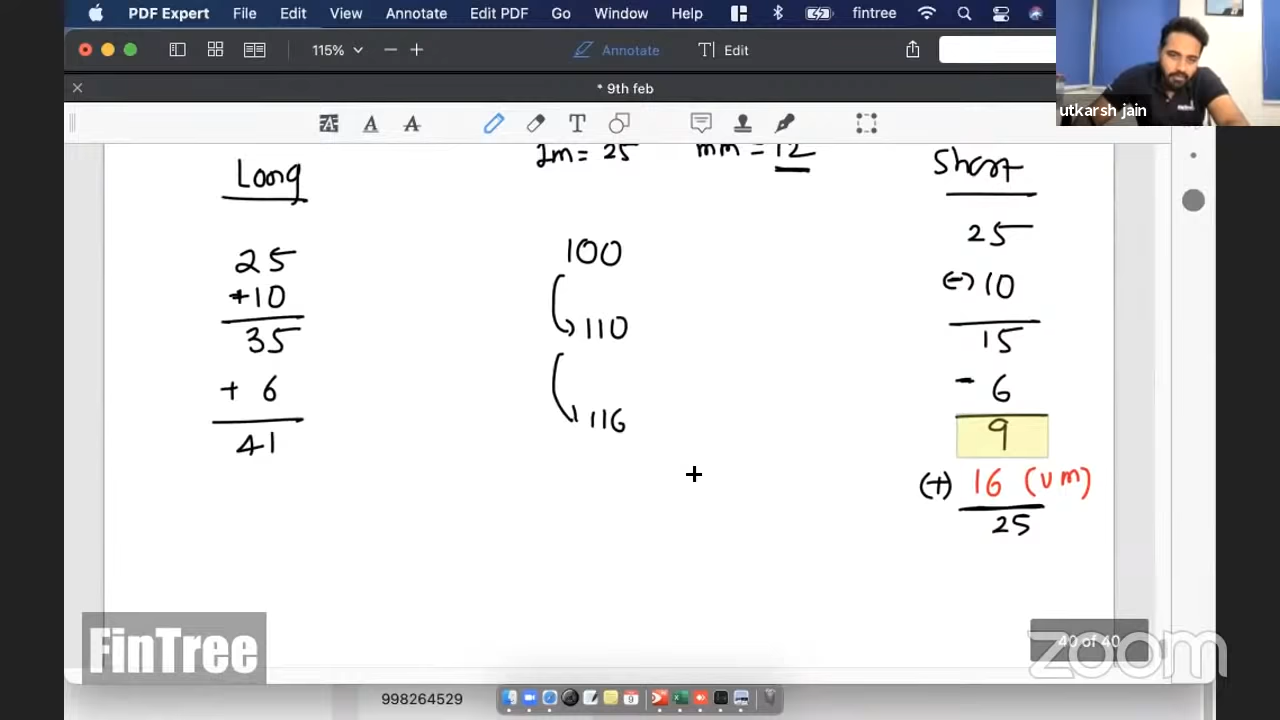 PDF Expert File Edit View Annotate Edit PDF Go Window Help fintree
115% Annotate T Edit
* 9th feb
utkarsh jain
Im = 25 mm = 12
Long
25
+10
35
+ 6
41
100
110
116
Short
25
(-) 10
15
- 6
9
(+) 16 (vm)
25
FinTree
40 of 40
zoom
998264529